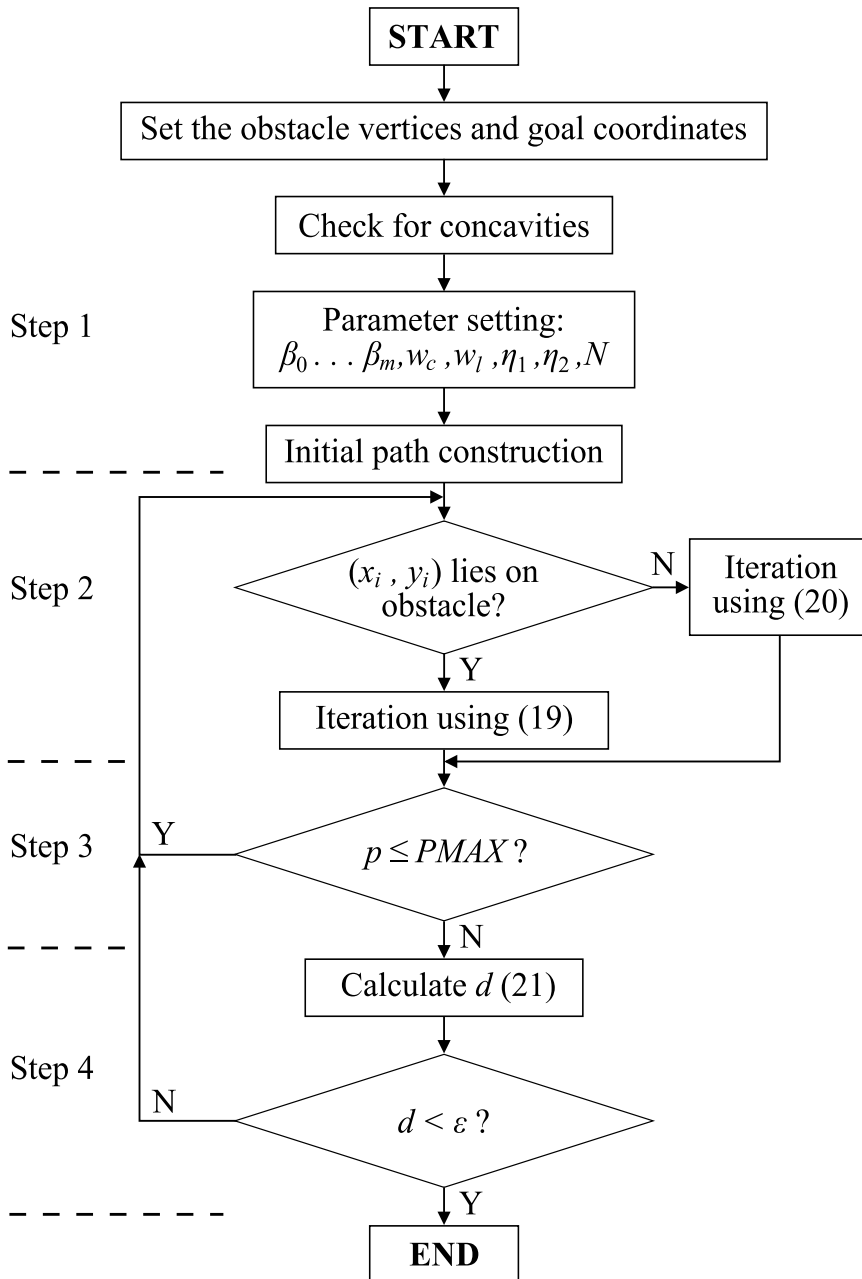 START
Set the obstacle vertices and goal coordinates
Check for concavities
Step 1
Parameter setting:
β₀ . . . βₘ, w_c , w_l , η₁, η₂ , N
Initial path construction
Step 2
(xᵢ , yᵢ) lies on
obstacle?
N
Iteration
using (20)
Y
Iteration using (19)
Step 3
Y
p ≤ PMAX ?
N
Calculate d (21)
Step 4
N
d < ε ?
Y
END